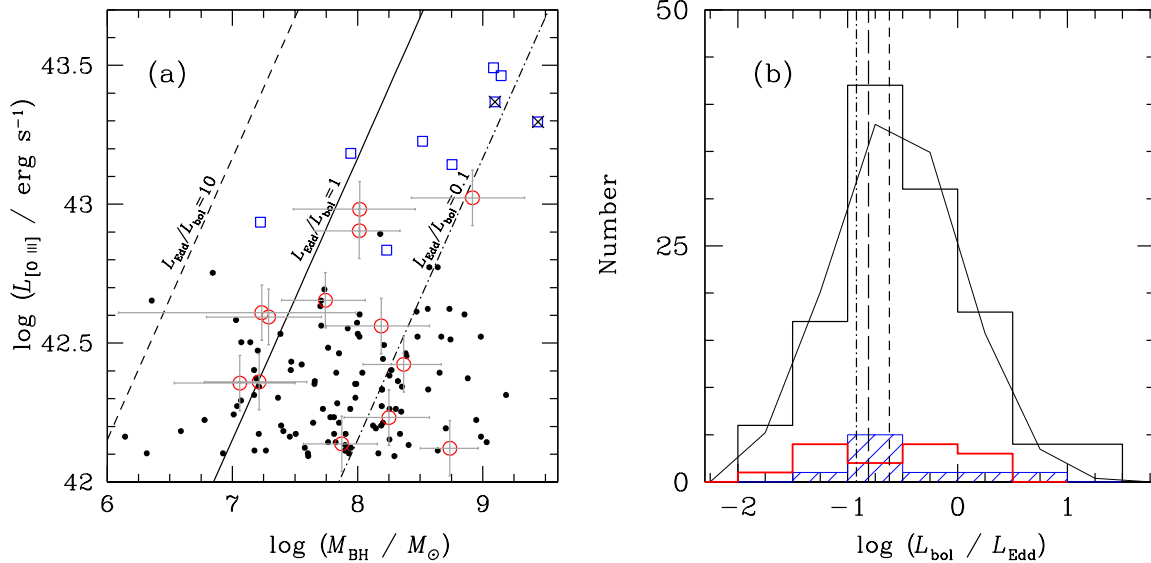 (a)
43.5
43
42.5
42
log (L[O III] / erg s⁻¹)
LEdd/Lbol=10
LEdd/Lbol=1
LEdd/Lbol=0.1
6 7 8 9
log (MBH / M⊙)
(b)
50
25
0
Number
−2 −1 0 1
log (Lbol / LEdd)